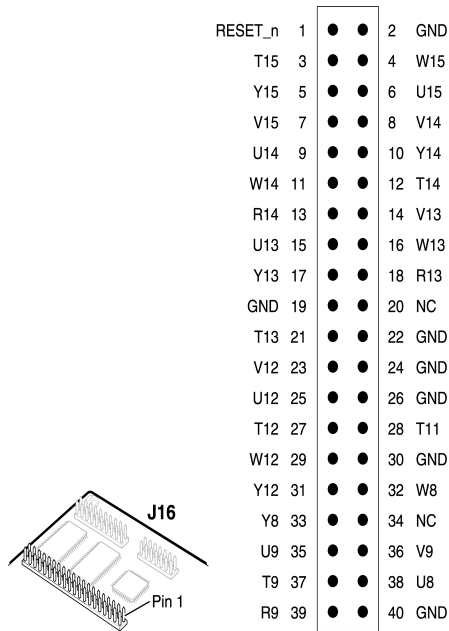 RESET_n 1 2 GND
T15 3 4 W15
Y15 5 6 U15
V15 7 8 V14
U14 9 10 Y14
W14 11 12 T14
R14 13 14 V13
U13 15 16 W13
Y13 17 18 R13
GND 19 20 NC
T13 21 22 GND
V12 23 24 GND
U12 25 26 GND
T12 27 28 T11
W12 29 30 GND
Y12 31 32 W8
Y8 33 34 NC
U9 35 36 V9
T9 37 38 U8
R9 39 40 GND
J16
Pin 1